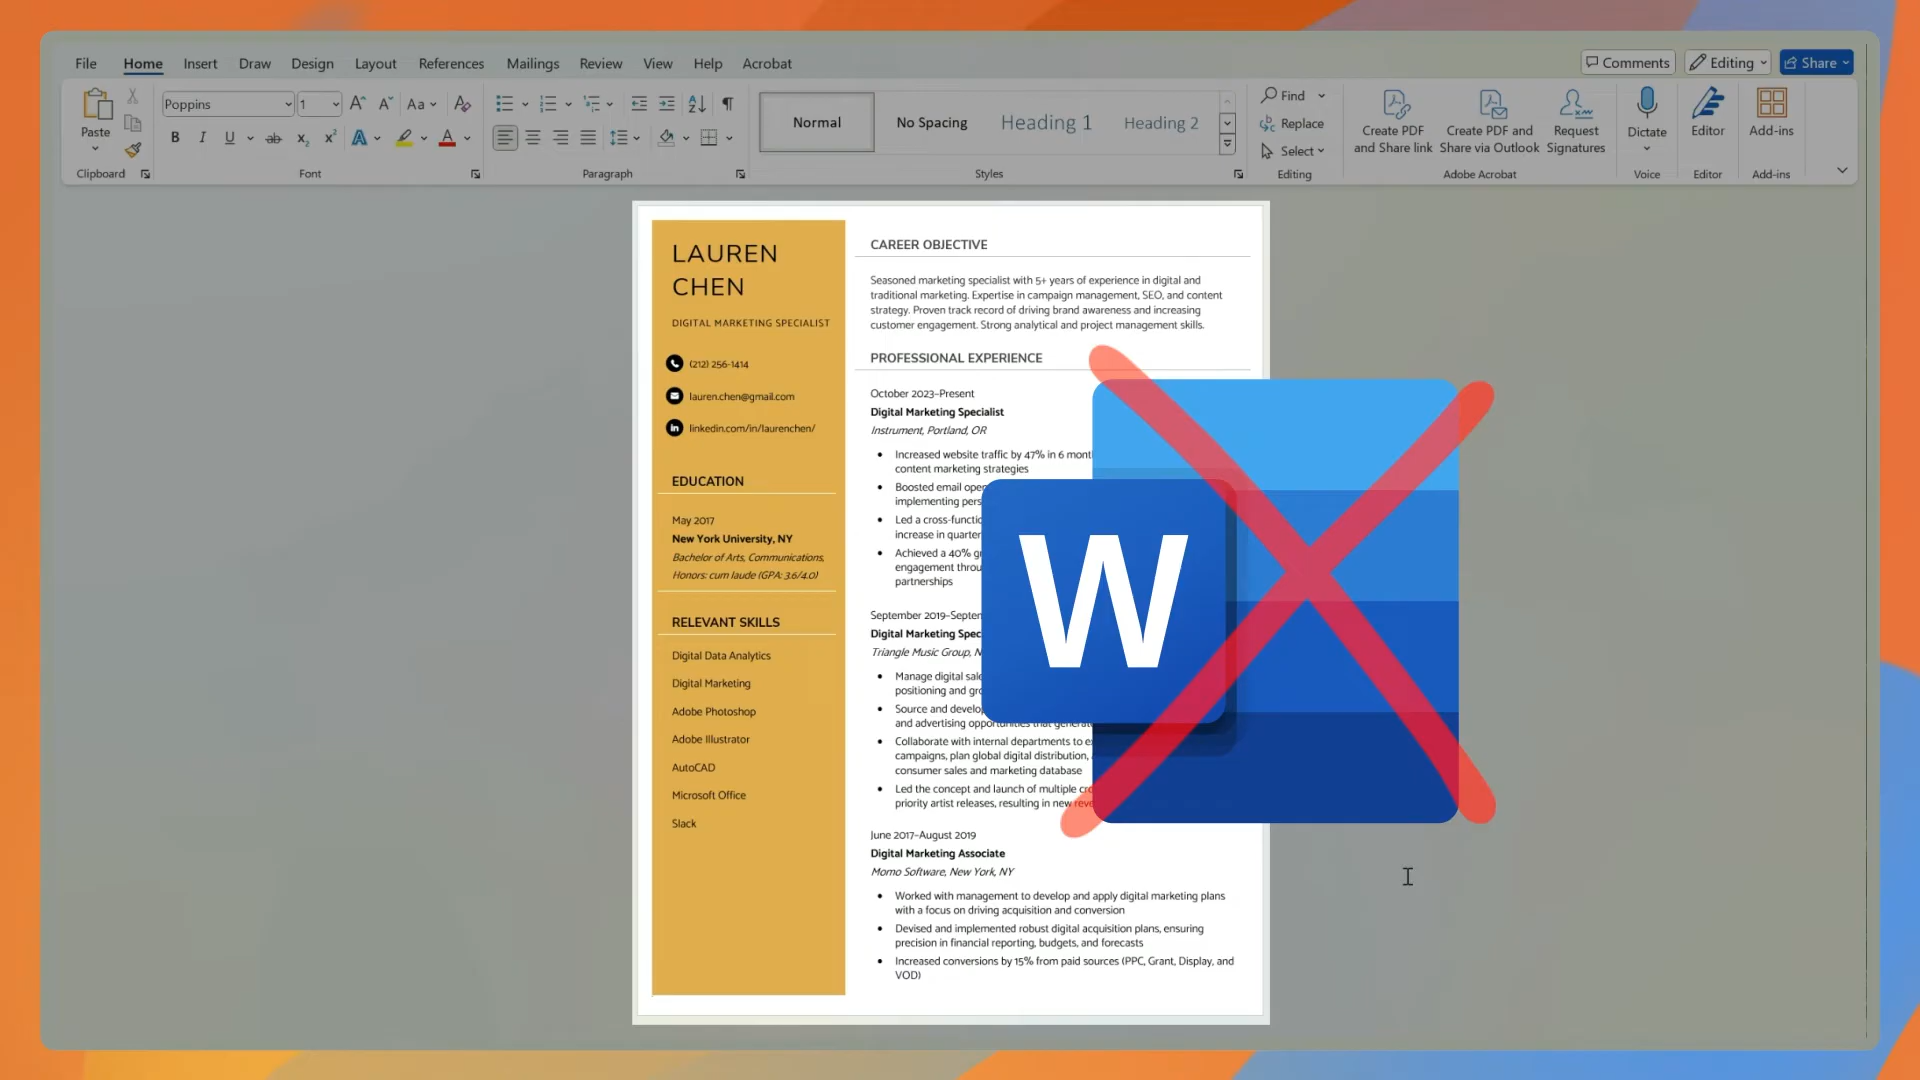 File Home Insert Draw Design Layout References Mailings Review View Help Acrobat
Comments Editing Share
Paste
Clipboard
Poppins 1 Aa
B I U ab x2 x2 A A
Font
Paragraph
Normal No Spacing Heading 1 Heading 2
Styles
Find
Replace
Select
Editing
Create PDF
and Share link
Create PDF and
Share via Outlook
Request
Signatures
Adobe Acrobat
Dictate
Voice
Editor
Editor
Add-ins
Add-ins
LAUREN
CHEN
DIGITAL MARKETING SPECIALIST
(212) 256-1414
lauren.chen@gmail.com
linkedin.com/in/laurenchen/
EDUCATION
May 2017
New York University, NY
Bachelor of Arts, Communications,
Honors: cum laude (GPA: 3.6/4.0)
RELEVANT SKILLS
Digital Data Analytics
Digital Marketing
Adobe Photoshop
Adobe Illustrator
AutoCAD
Microsoft Office
Slack
CAREER OBJECTIVE
Seasoned marketing specialist with 5+ years of experience in digital and
traditional marketing. Expertise in campaign management, SEO, and content
strategy. Proven track record of driving brand awareness and increasing
customer engagement. Strong analytical and project management skills.
PROFESSIONAL EXPERIENCE
October 2023–Present
Digital Marketing Specialist
Instrument, Portland, OR
• Increased website traffic by 47% in 6
content marketing strategies
• Boosted email
implementing
• Led a
increase in
• Achieved a 40%
engagement
partnerships
September 2019–
Digital Marketing
Triangle Music Group,
• Manage digital
positioning and
• Source and
and advertising opportunities that
• Collaborate with internal departments to
campaigns, plan global digital distribution,
consumer sales and marketing database
• Led the concept and launch of multiple
priority artist releases, resulting in new
June 2017–August 2019
Digital Marketing Associate
Momo Software, New York, NY
• Worked with management to develop and apply digital marketing plans
with a focus on driving acquisition and conversion
• Devised and implemented robust digital acquisition plans, ensuring
precision in financial reporting, budgets, and forecasts
• Increased conversions by 15% from paid sources (PPC, Grant, Display, and
VOD)
W